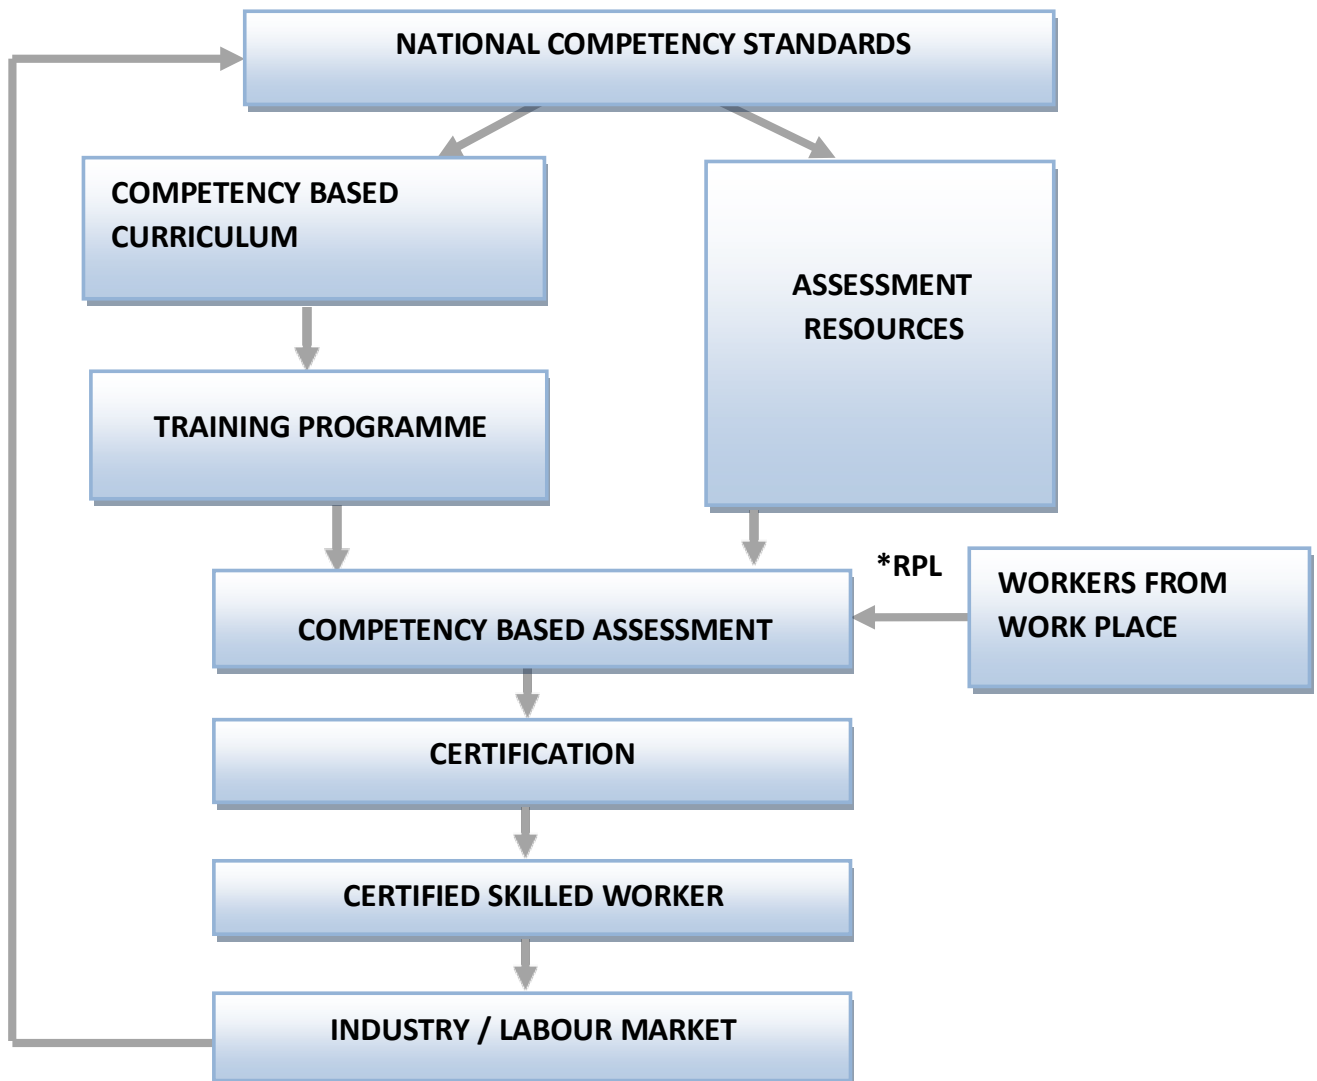 NATIONAL COMPETENCY STANDARDS
COMPETENCY BASED
CURRICULUM
ASSESSMENT
RESOURCES
TRAINING PROGRAMME
*RPL
WORKERS FROM
WORK PLACE
COMPETENCY BASED ASSESSMENT
CERTIFICATION
CERTIFIED SKILLED WORKER
INDUSTRY / LABOUR MARKET